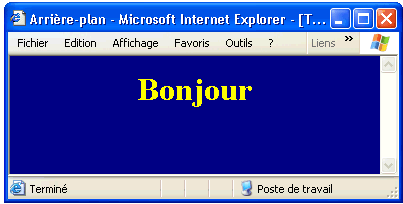 Arrière-plan - Microsoft Internet Explorer - [T...
Fichier Edition Affichage Favoris Outils ? Liens »
Bonjour
Terminé Poste de travail